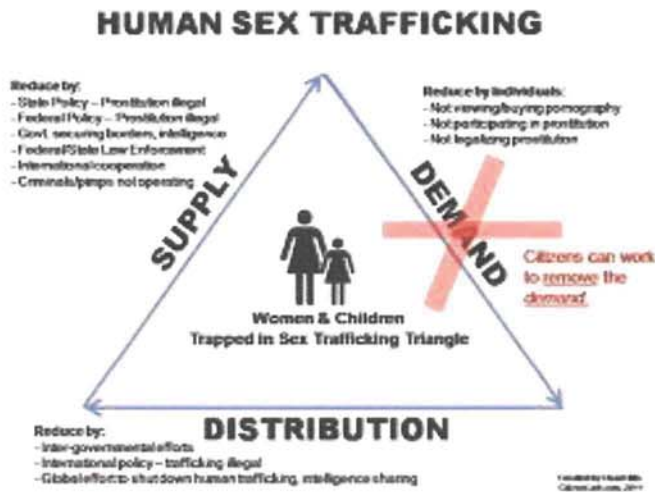 HUMAN SEX TRAFFICKING
Reduce by:
- State Policy – Prostitution illegal
- Federal Policy – Prostitution illegal
- Govt. securing borders, intelligence
- Federal/State Law Enforcement
- International cooperation
- Criminals/pimps not operating
Reduce by individuals:
- Not viewing/buying pornography
- Not participating in prostitution
- Not legalizing prostitution
SUPPLY
DEMAND
Citizens can work
to remove the
demand.
Women & Children
Trapped in Sex Trafficking Triangle
DISTRIBUTION
Reduce by:
- Inter-governmental efforts
- International policy – trafficking illegal
- Global effort to shut down human trafficking, intelligence sharing